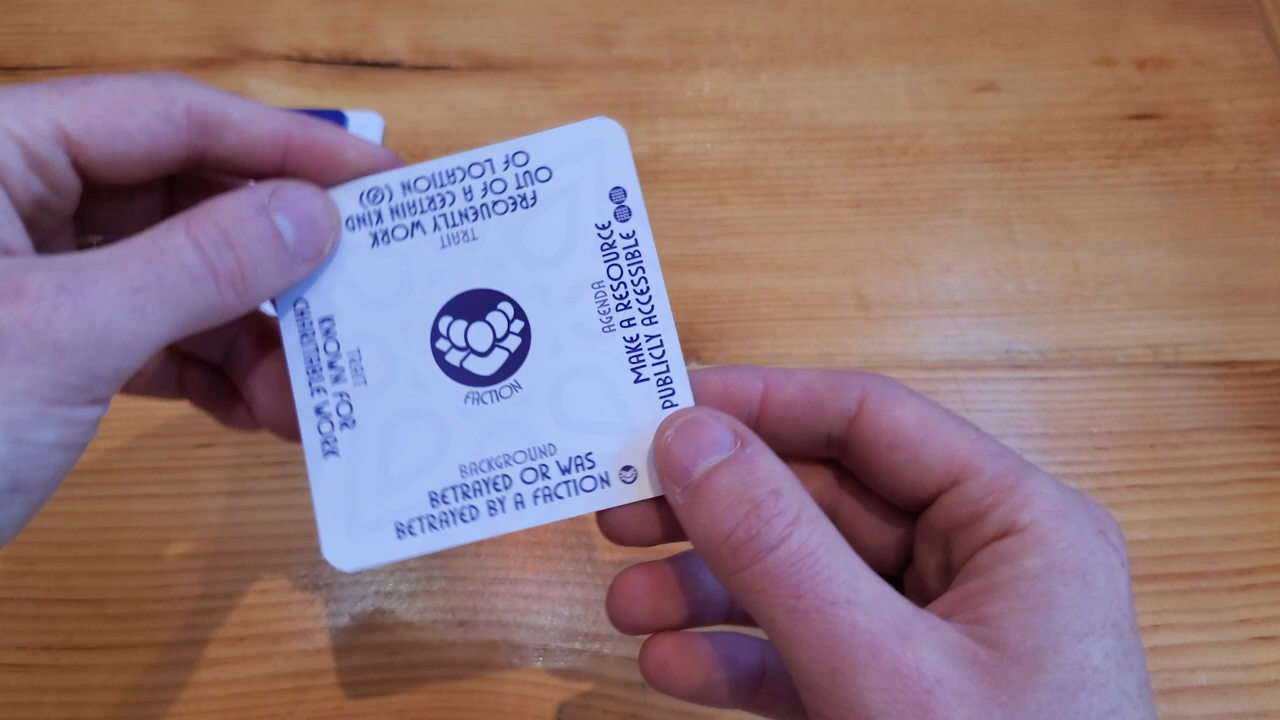 TRAIT
FREQUENTLY WORK
OUT OF A CERTAIN KIND
OF LOCATION (@)
AGENDA
MAKE A RESOURCE
PUBLICLY ACCESSIBLE
FACTION
TRAIT
KNOWN FOR
WORK
BACKGROUND
BETRAYED OR WAS
BETRAYED BY A FACTION